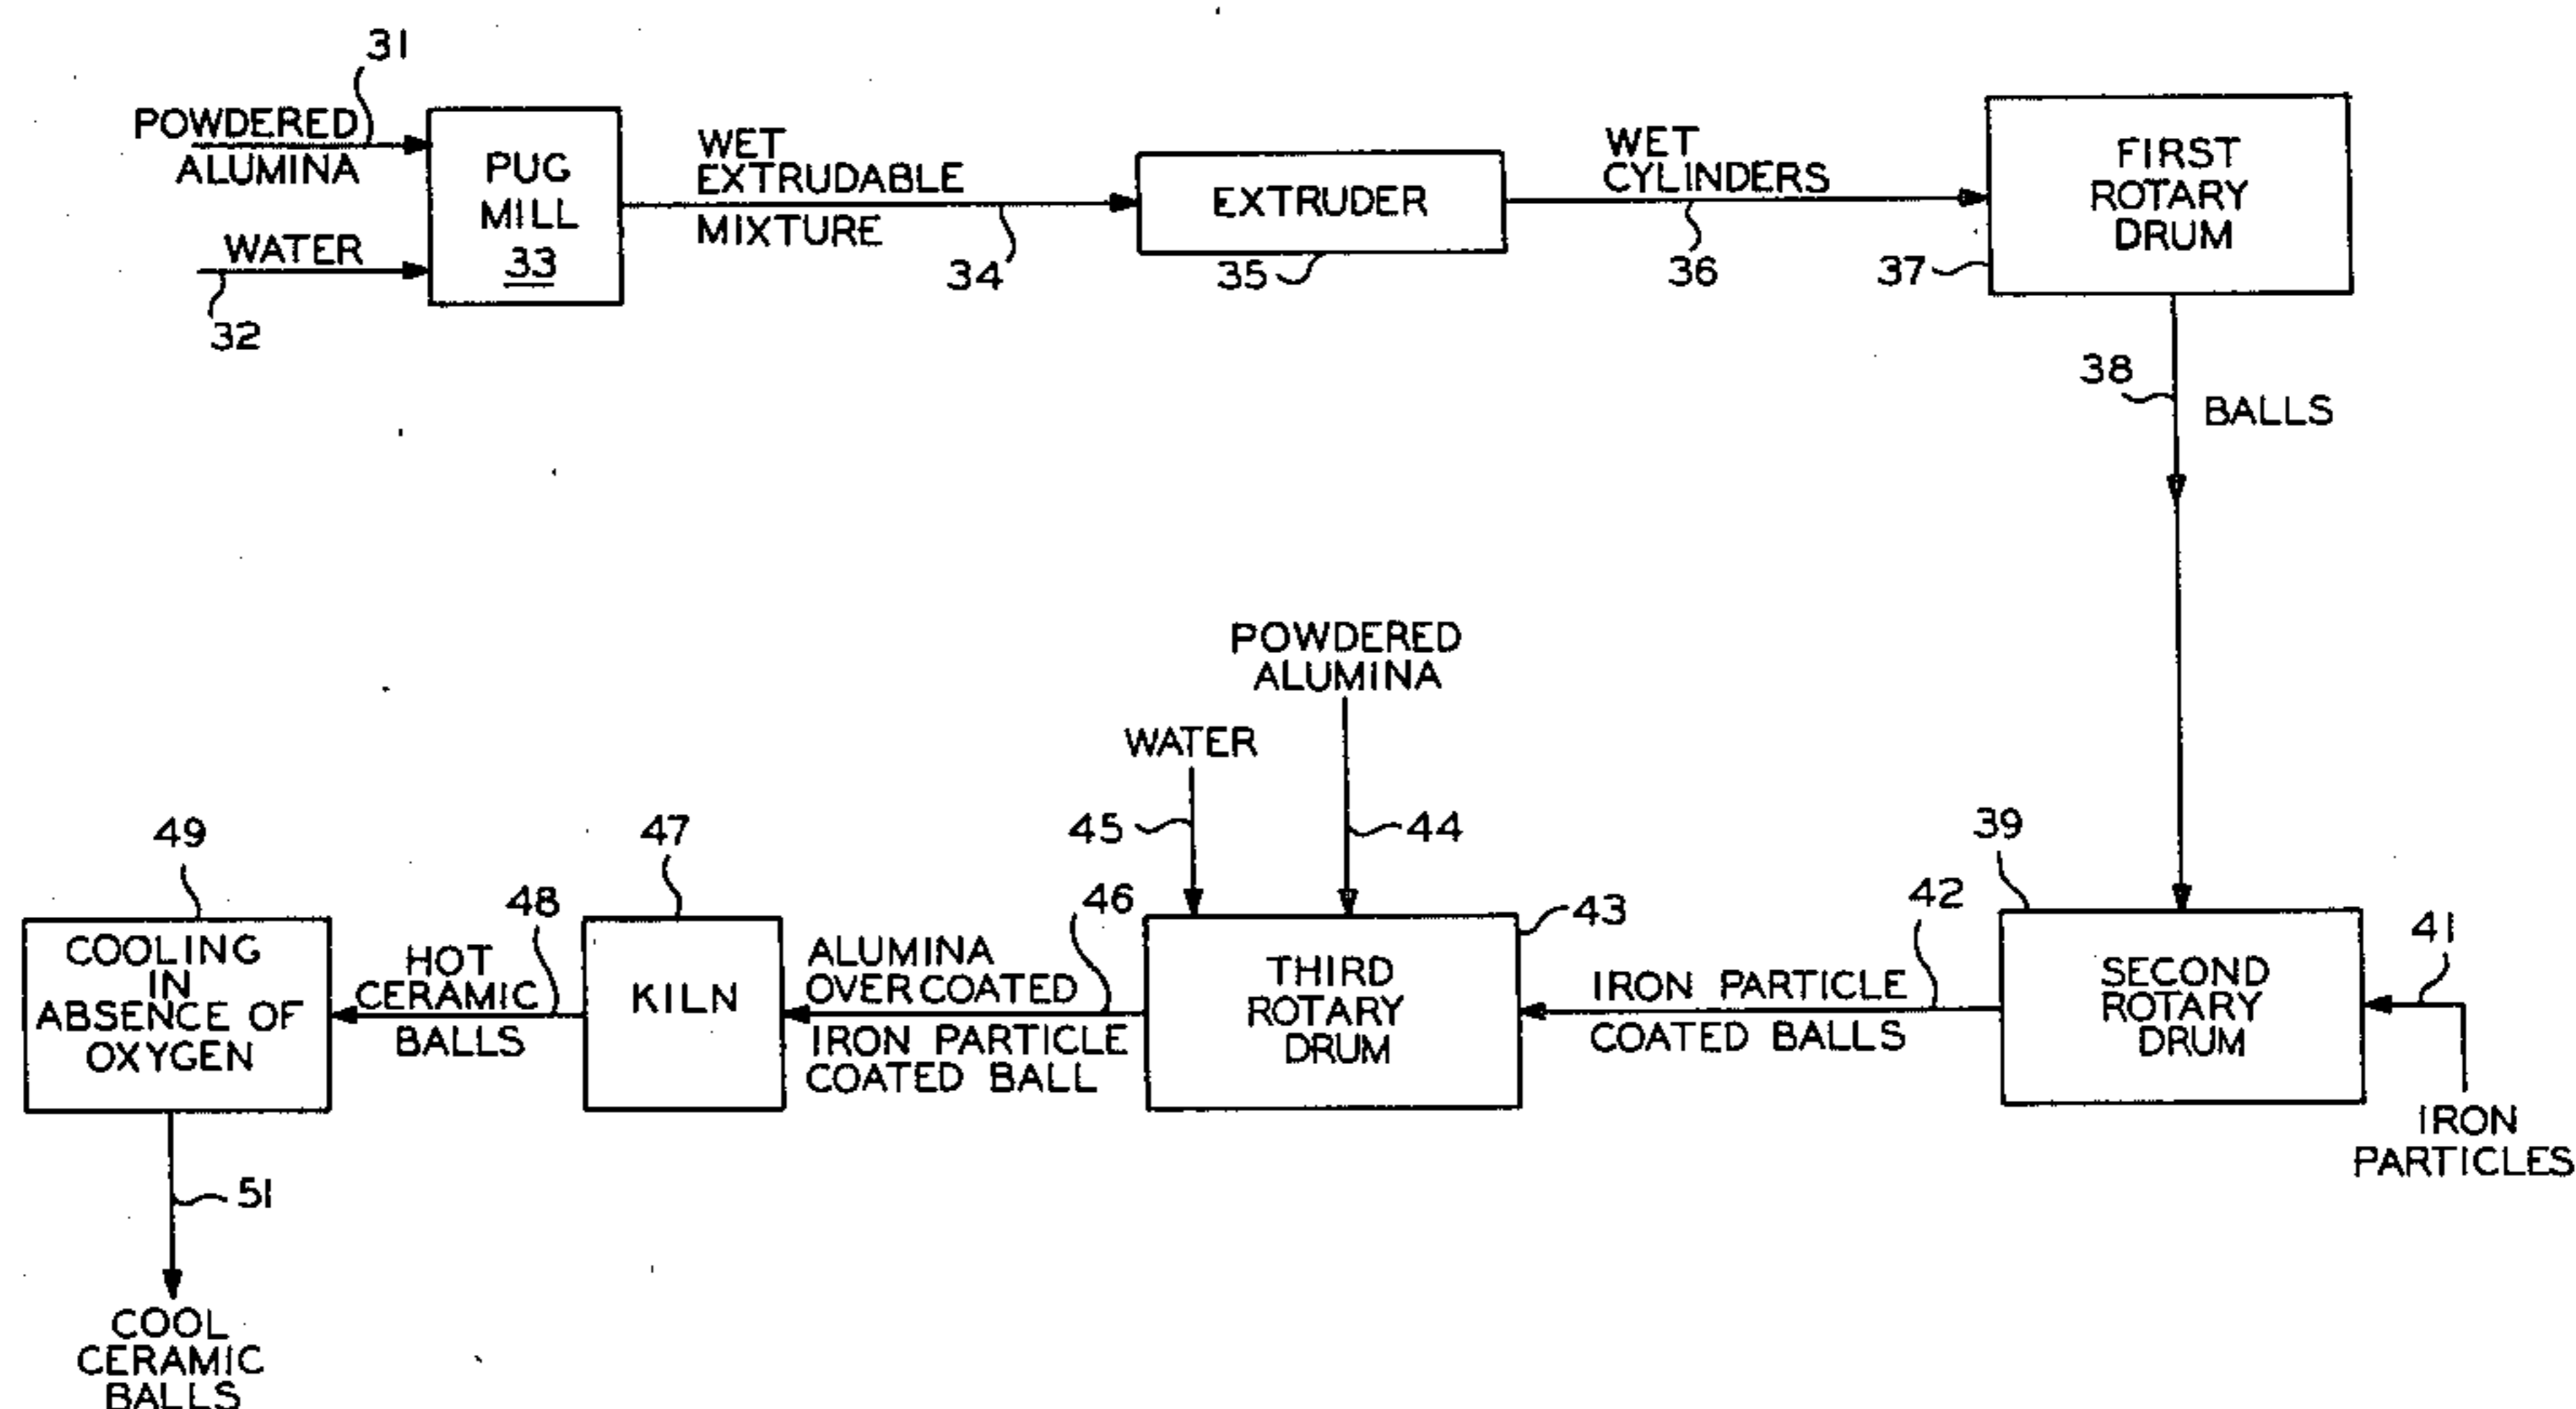 31
POWDERED
ALUMINA
WATER
32
PUG
MILL
33
WET
EXTRUDABLE
MIXTURE
34
EXTRUDER
35
WET
CYLINDERS
36
FIRST
ROTARY
DRUM
37
38
BALLS
39
SECOND
ROTARY
DRUM
41
IRON
PARTICLES
42
IRON PARTICLE
COATED BALLS
POWDERED
ALUMINA
WATER
45
44
43
THIRD
ROTARY
DRUM
46
ALUMINA
OVERCOATED
IRON PARTICLE
COATED BALL
47
KILN
48
HOT
CERAMIC
BALLS
49
COOLING
IN
ABSENCE OF
OXYGEN
51
COOL
CERAMIC
BALLS